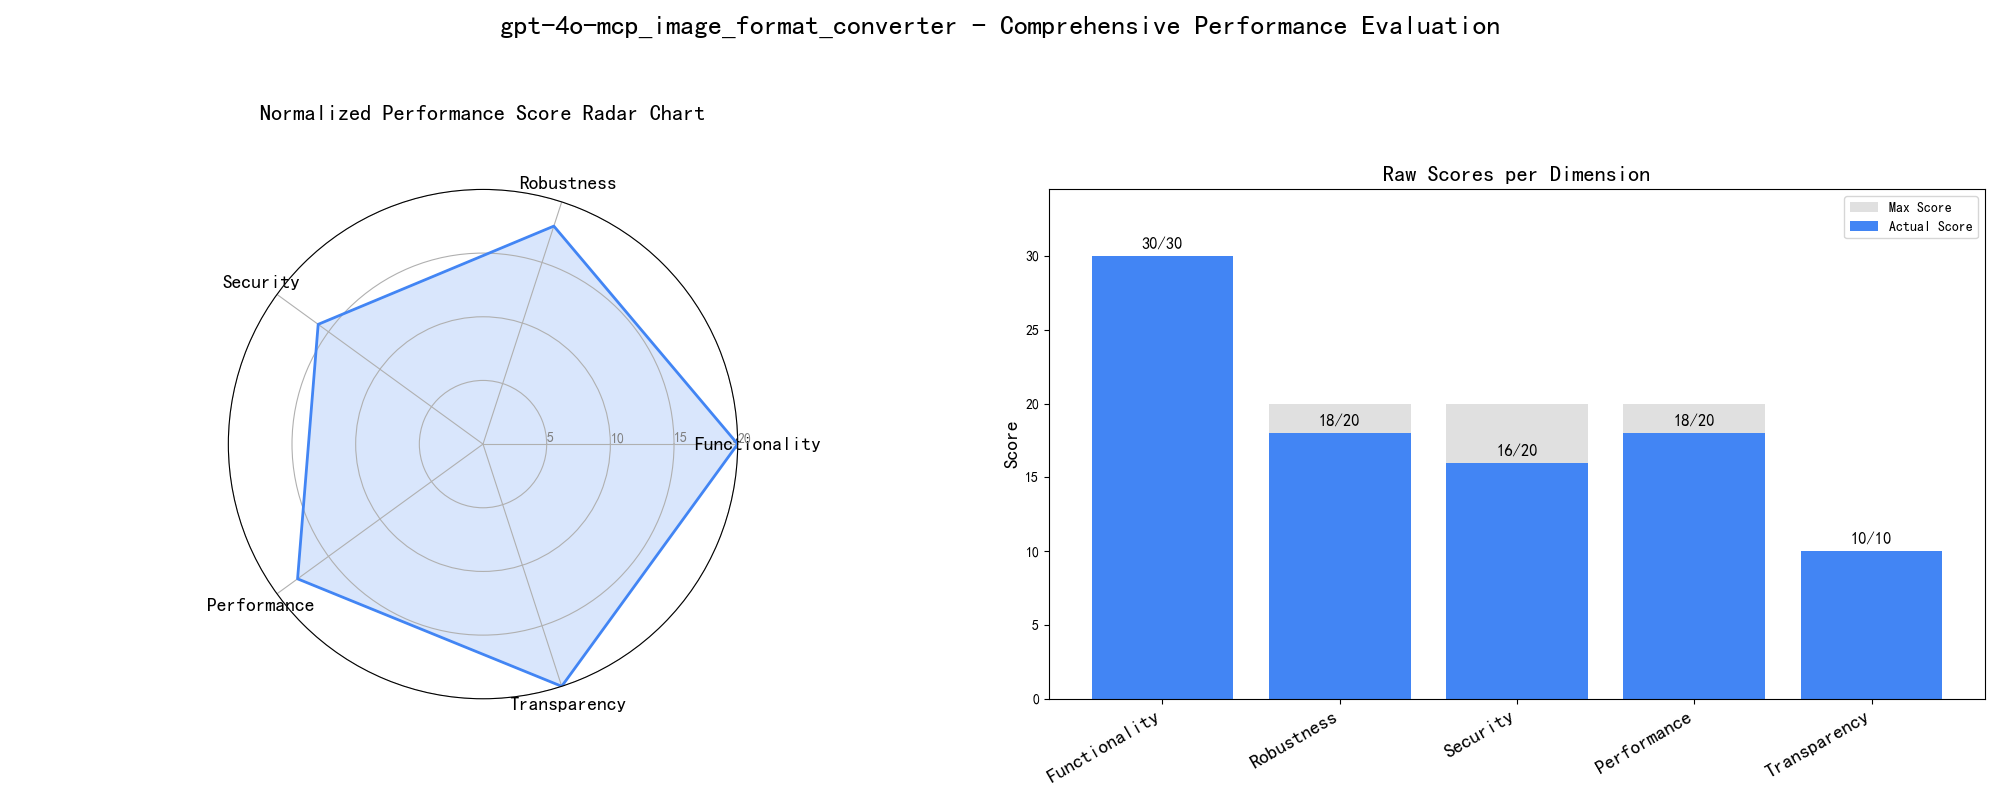 gpt-4o-mcp_image_format_converter - Comprehensive Performance Evaluation
Normalized Performance Score Radar Chart
Robustness
Security
Functionality
Performance
Transparency
5
10
15
20
Raw Scores per Dimension
Max Score
Actual Score
Score
30
25
20
15
10
5
0
30/30
18/20
16/20
18/20
10/10
Functionality
Robustness
Security
Performance
Transparency